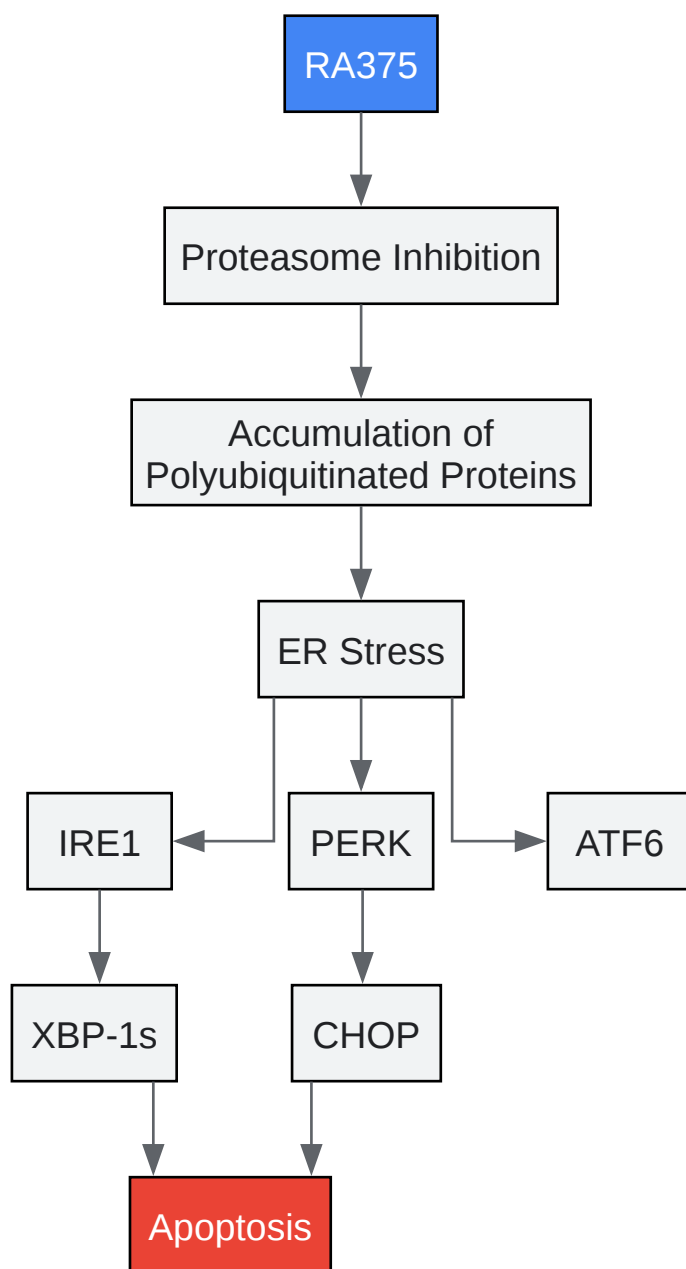 RA375
Proteasome Inhibition
Accumulation of
Polyubiquitinated Proteins
ER Stress
IRE1
PERK
ATF6
XBP-1s
CHOP
Apoptosis